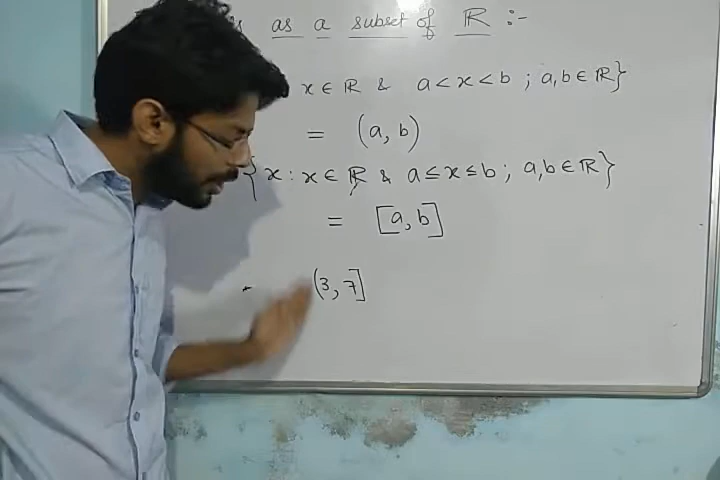 as a subset of ℝ :-
x ∈ ℝ & a < x < b ; a, b ∈ ℝ}
= (a, b)
{x : x ∈ ℝ & a ≤ x ≤ b ; a, b ∈ ℝ}
= [a, b]
(3, 7]